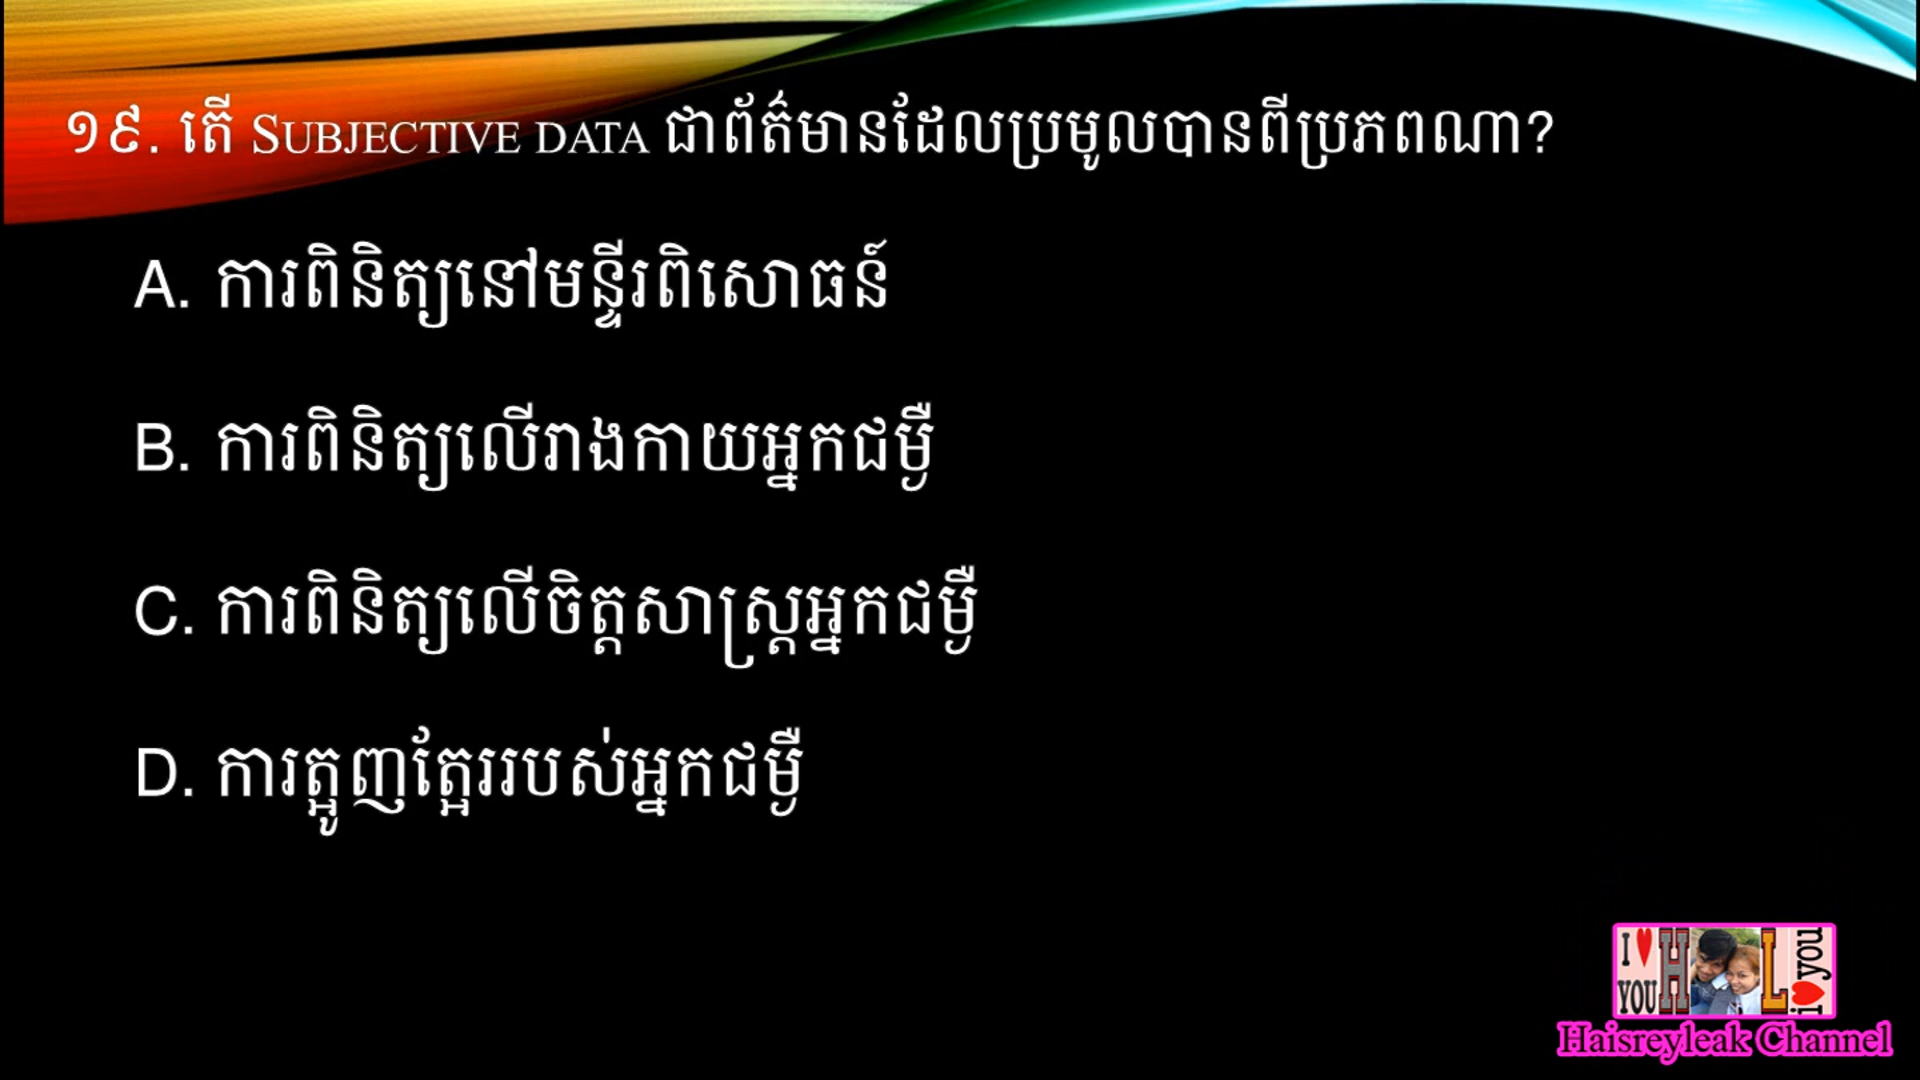 ១៩. តើ SUBJECTIVE DATA ជាព័ត៌មានដែលប្រមូលបានពីប្រភពណា?
A. ការពិនិត្យនៅមន្ទីរពិសោធន៍
B. ការពិនិត្យលើរាងកាយអ្នកជម្ងឺ
C. ការពិនិត្យលើចិត្តសាស្ត្រអ្នកជម្ងឺ
D. ការត្អូញត្អែររបស់អ្នកជម្ងឺ
I ♥ YOU H L i ♥ you
Haisreyleak Channel